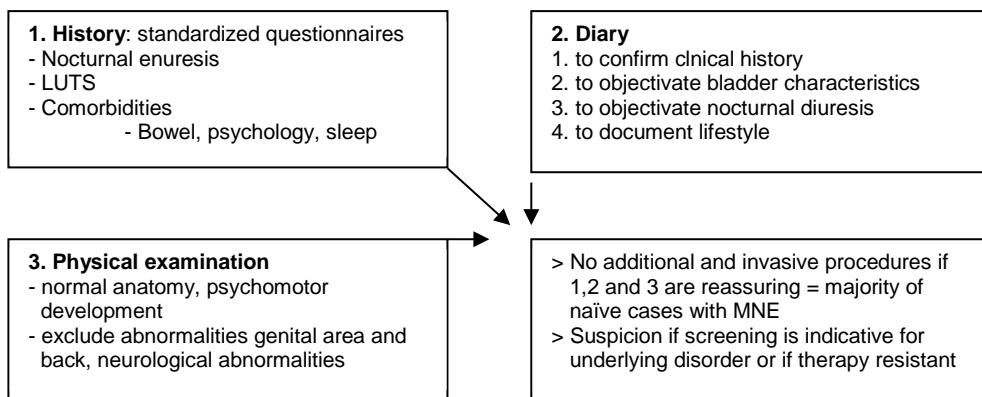 1. History: standardized questionnaires
- Nocturnal enuresis
- LUTS
- Comorbidities
- Bowel, psychology, sleep
2. Diary
1. to confirm clnical history
2. to objectivate bladder characteristics
3. to objectivate nocturnal diuresis
4. to document lifestyle
3. Physical examination
- normal anatomy, psychomotor
development
- exclude abnormalities genital area and
back, neurological abnormalities
> No additional and invasive procedures if
1,2 and 3 are reassuring = majority of
naïve cases with MNE
> Suspicion if screening is indicative for
underlying disorder or if therapy resistant